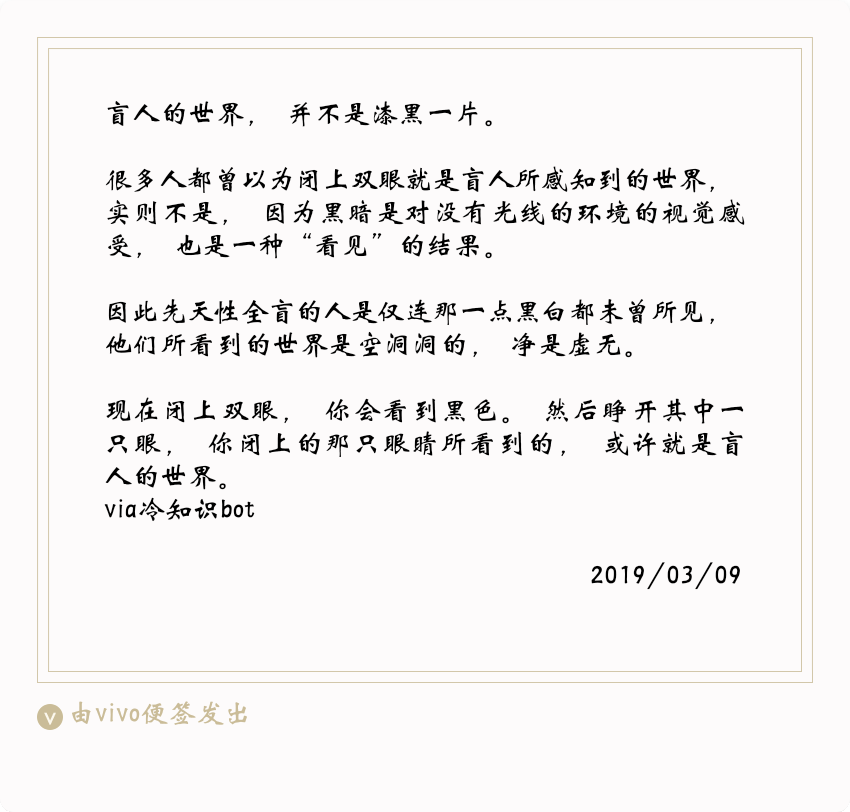 盲人的世界， 并不是漆黑一片。
很多人都曾以为闭上双眼就是盲人所感知到的世界，
实则不是， 因为黑暗是对没有光线的环境的视觉感
受， 也是一种“看见”的结果。
因此先天性全盲的人是仅连那一点黑白都未曾所见，
他们所看到的世界是空洞洞的， 净是虚无。
现在闭上双眼， 你会看到黑色。 然后睁开其中一
只眼， 你闭上的那只眼睛所看到的， 或许就是盲
人的世界。
via冷知识bot
2019/03/09
v 由vivo便签发出